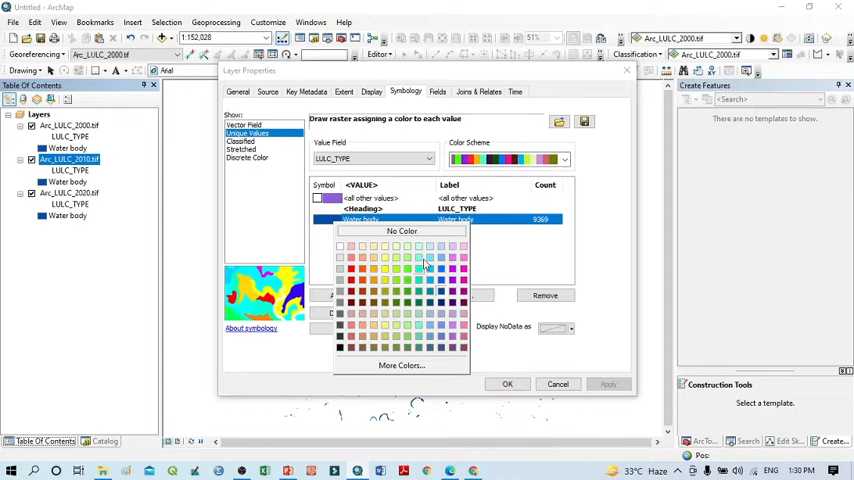 Untitled - ArcMap
File Edit View Bookmarks Insert Selection Geoprocessing Customize Windows Help
1:152,028
51%
Arc_LULC_2000.tif
Georeferencing
Arc_LULC_2000.tif
Editor
Classification
Arc_LULC_2000.tif
Drawing
Arial
Table Of Contents
Layers
Arc_LULC_2000.tif
LULC_TYPE
Water body
Arc_LULC_2010.tif
LULC_TYPE
Water body
Arc_LULC_2020.tif
LULC_TYPE
Water body
Table Of Contents
Catalog
Layer Properties
General Source Key Metadata Extent Display Symbology Fields Joins & Relates Time
Show:
Vector Field
Unique Values
Classified
Stretched
Discrete Color
About symbology
Draw raster assigning a color to each value
Value Field
LULC_TYPE
Color Scheme
Symbol <VALUE> Label Count
<all other values> <all other values>
<Heading> LULC_TYPE
Water body Water body 9369
No Color
More Colors...
Remove
Display NoData as
OK Cancel Apply
Create Features
<Search>
There are no templates to show.
Construction Tools
Select a template.
ArcTo...
Search
Edit Sk...
Create...
Pos:
33°C Haze
ENG
1:30 PM